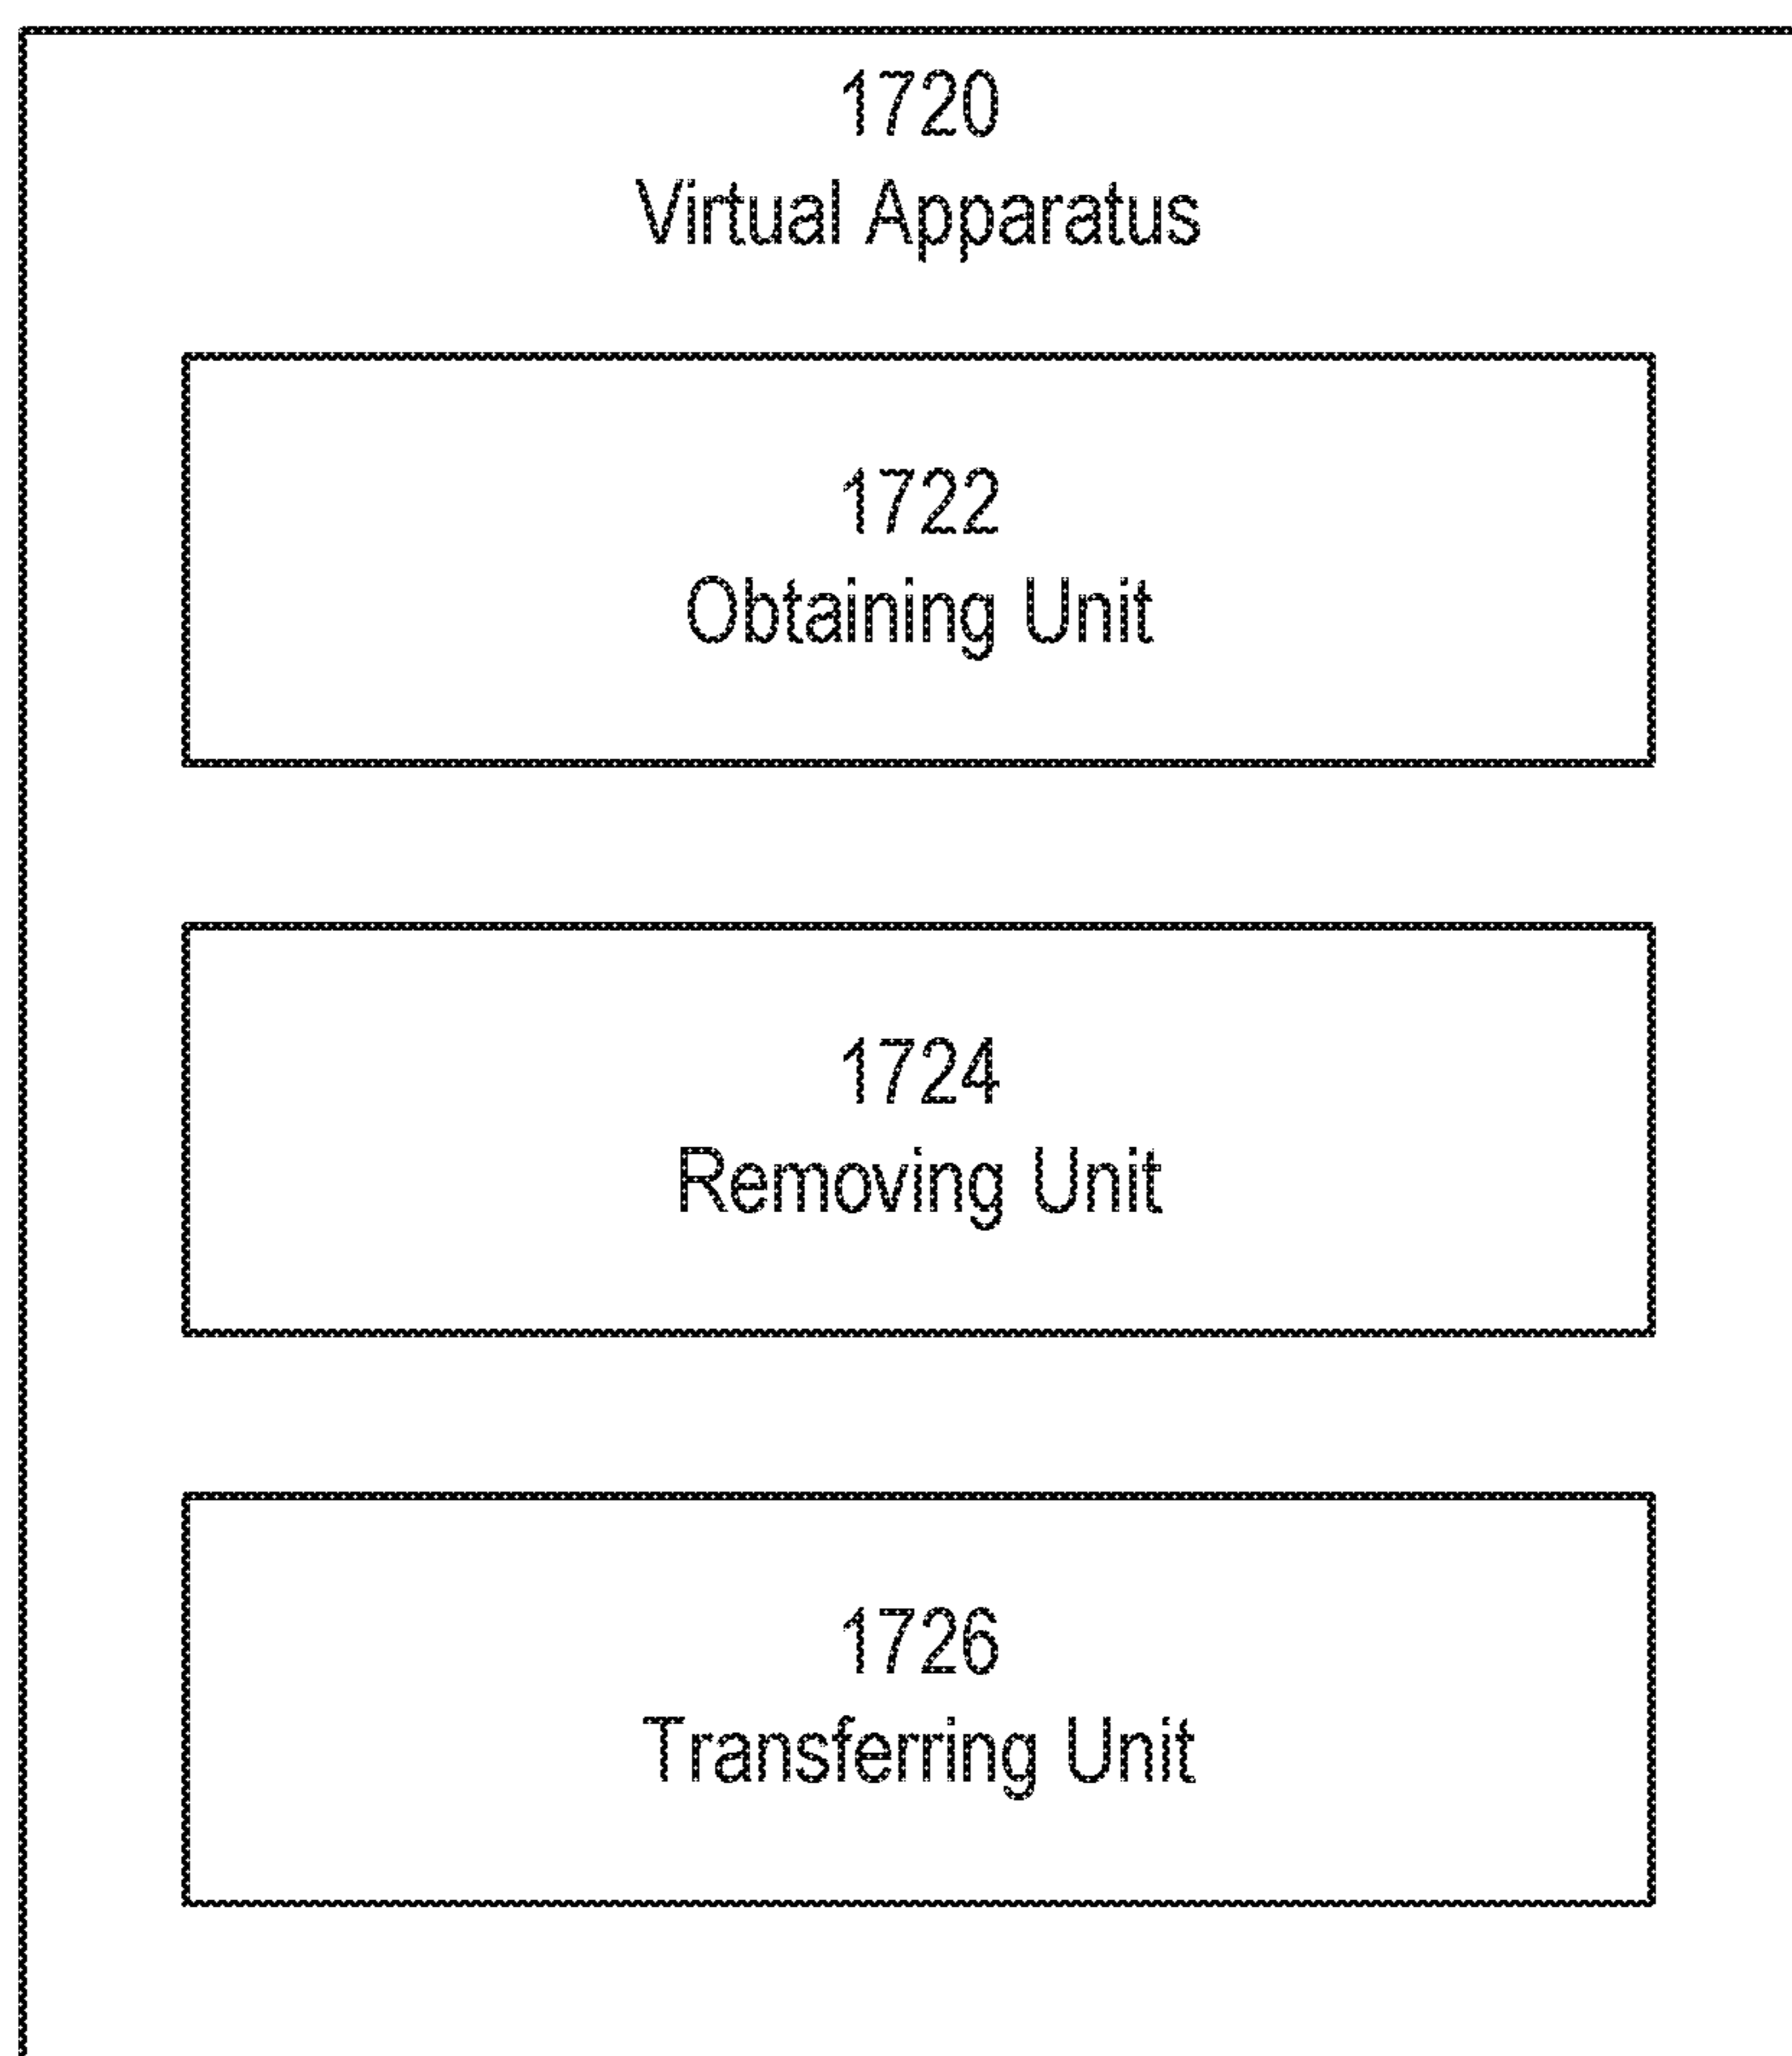 1720
Virtual Apparatus
1722
Obtaining Unit
1724
Removing Unit
1726
Transferring Unit